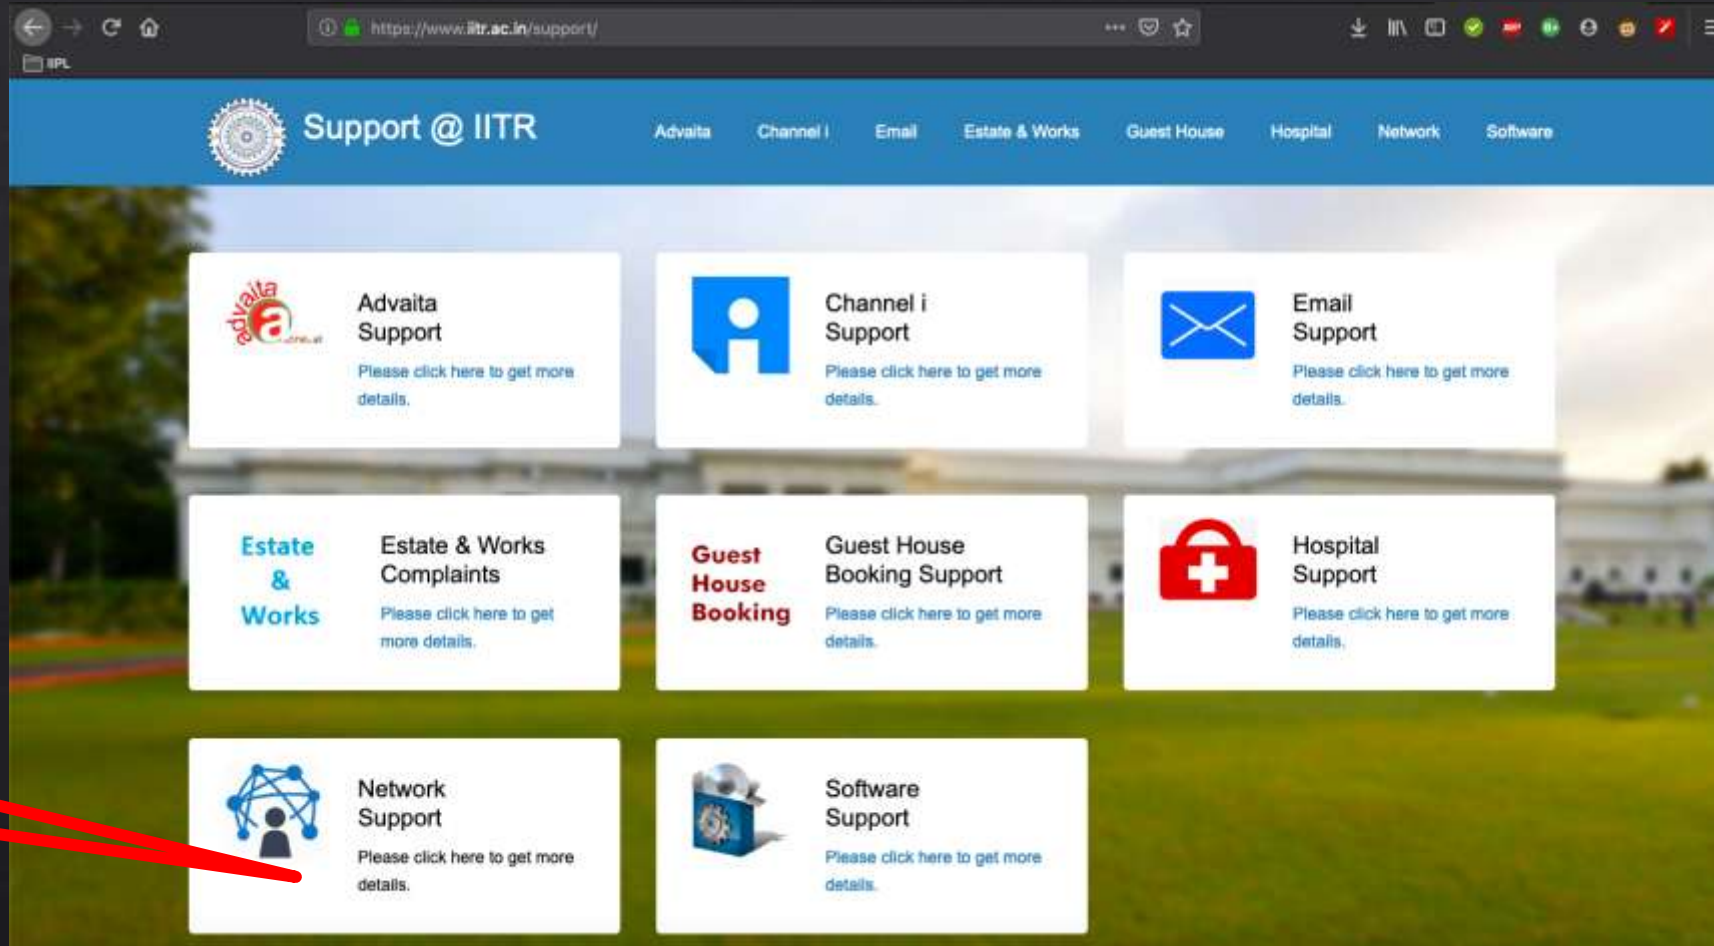 https://www.iitr.ac.in/support/
IIPL
Support @ IITR
Advaita Channel i Email Estate & Works Guest House Hospital Network Software
advaita
a
Advaita
Support
Please click here to get more
details.
Channel i
Support
Please click here to get more
details.
Email
Support
Please click here to get more
details.
Estate
&
Works
Estate & Works
Complaints
Please click here to get
more details.
Guest
House
Booking
Guest House
Booking Support
Please click here to get more
details.
Hospital
Support
Please click here to get more
details.
Network
Support
Please click here to get more
details.
Software
Support
Please click here to get more
details.